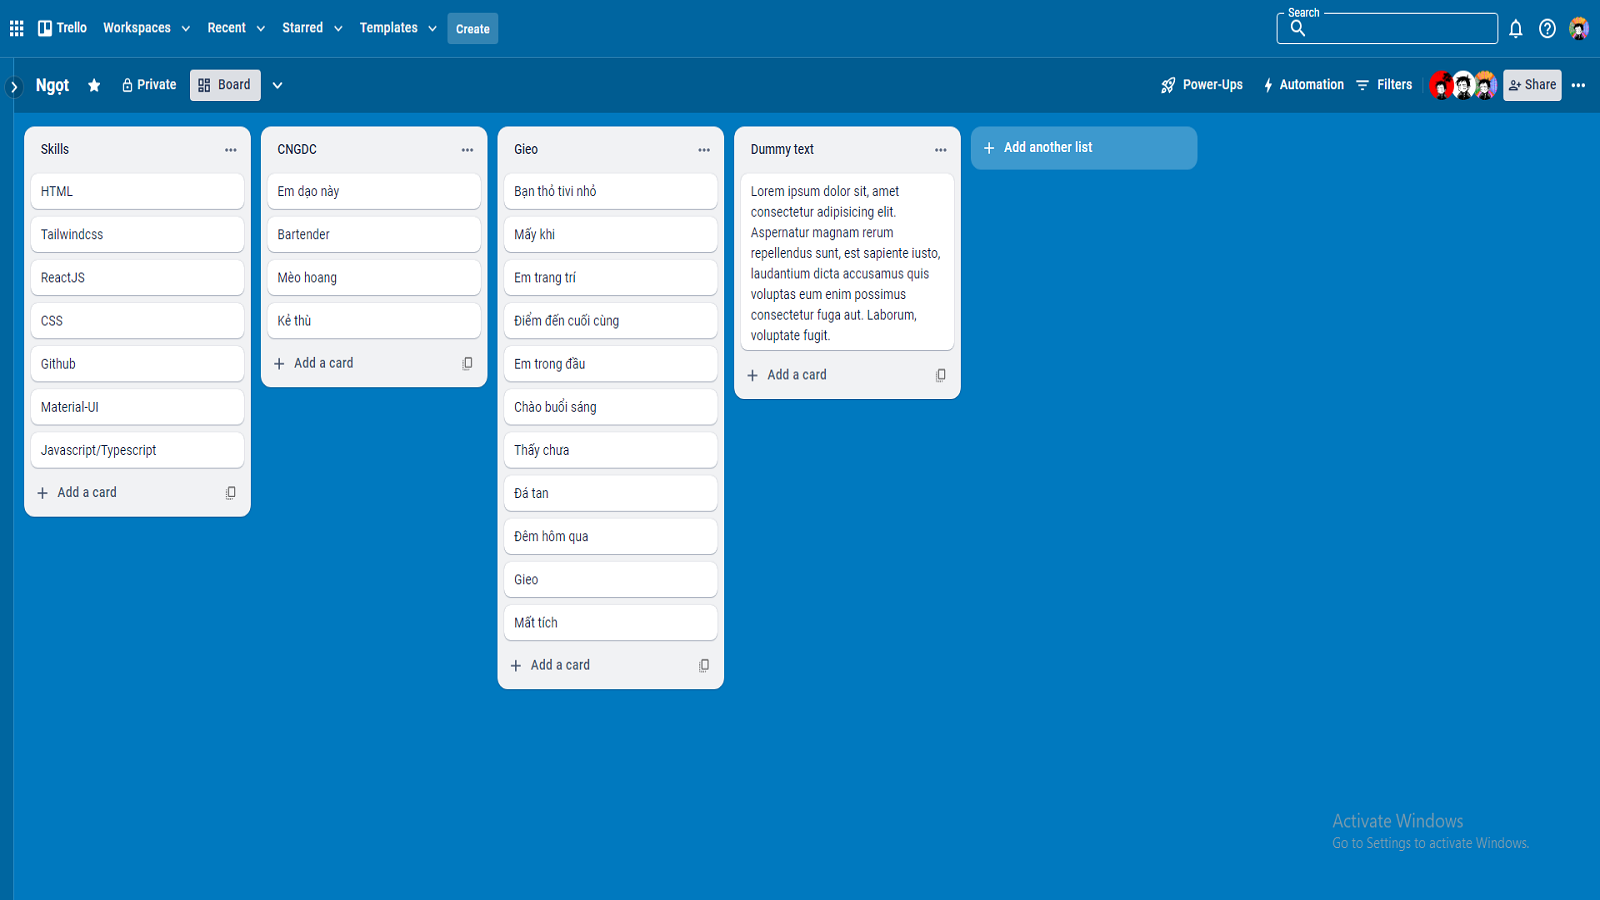 Trello
Workspaces
Recent
Starred
Templates
Create
Search
Ngọt
Private
Board
Power-Ups
Automation
Filters
Share
Skills
HTML
Tailwindcss
ReactJS
CSS
Github
Material-UI
Javascript/Typescript
Add a card
CNGDC
Em dạo này
Bartender
Mèo hoang
Kẻ thù
Add a card
Gieo
Bạn thỏ tivi nhỏ
Mấy khi
Em trang trí
Điểm đến cuối cùng
Em trong đầu
Chào buổi sáng
Thấy chưa
Đá tan
Đêm hôm qua
Gieo
Mất tích
Add a card
Dummy text
Lorem ipsum dolor sit, amet
consectetur adipisicing elit.
Aspernatur magnam rerum
repellendus sunt, est sapiente iusto,
laudantium dicta accusamus quis
voluptas eum enim possimus
consectetur fuga aut. Laborum,
voluptate fugit.
Add a card
Add another list
Activate Windows
Go to Settings to activate Windows.